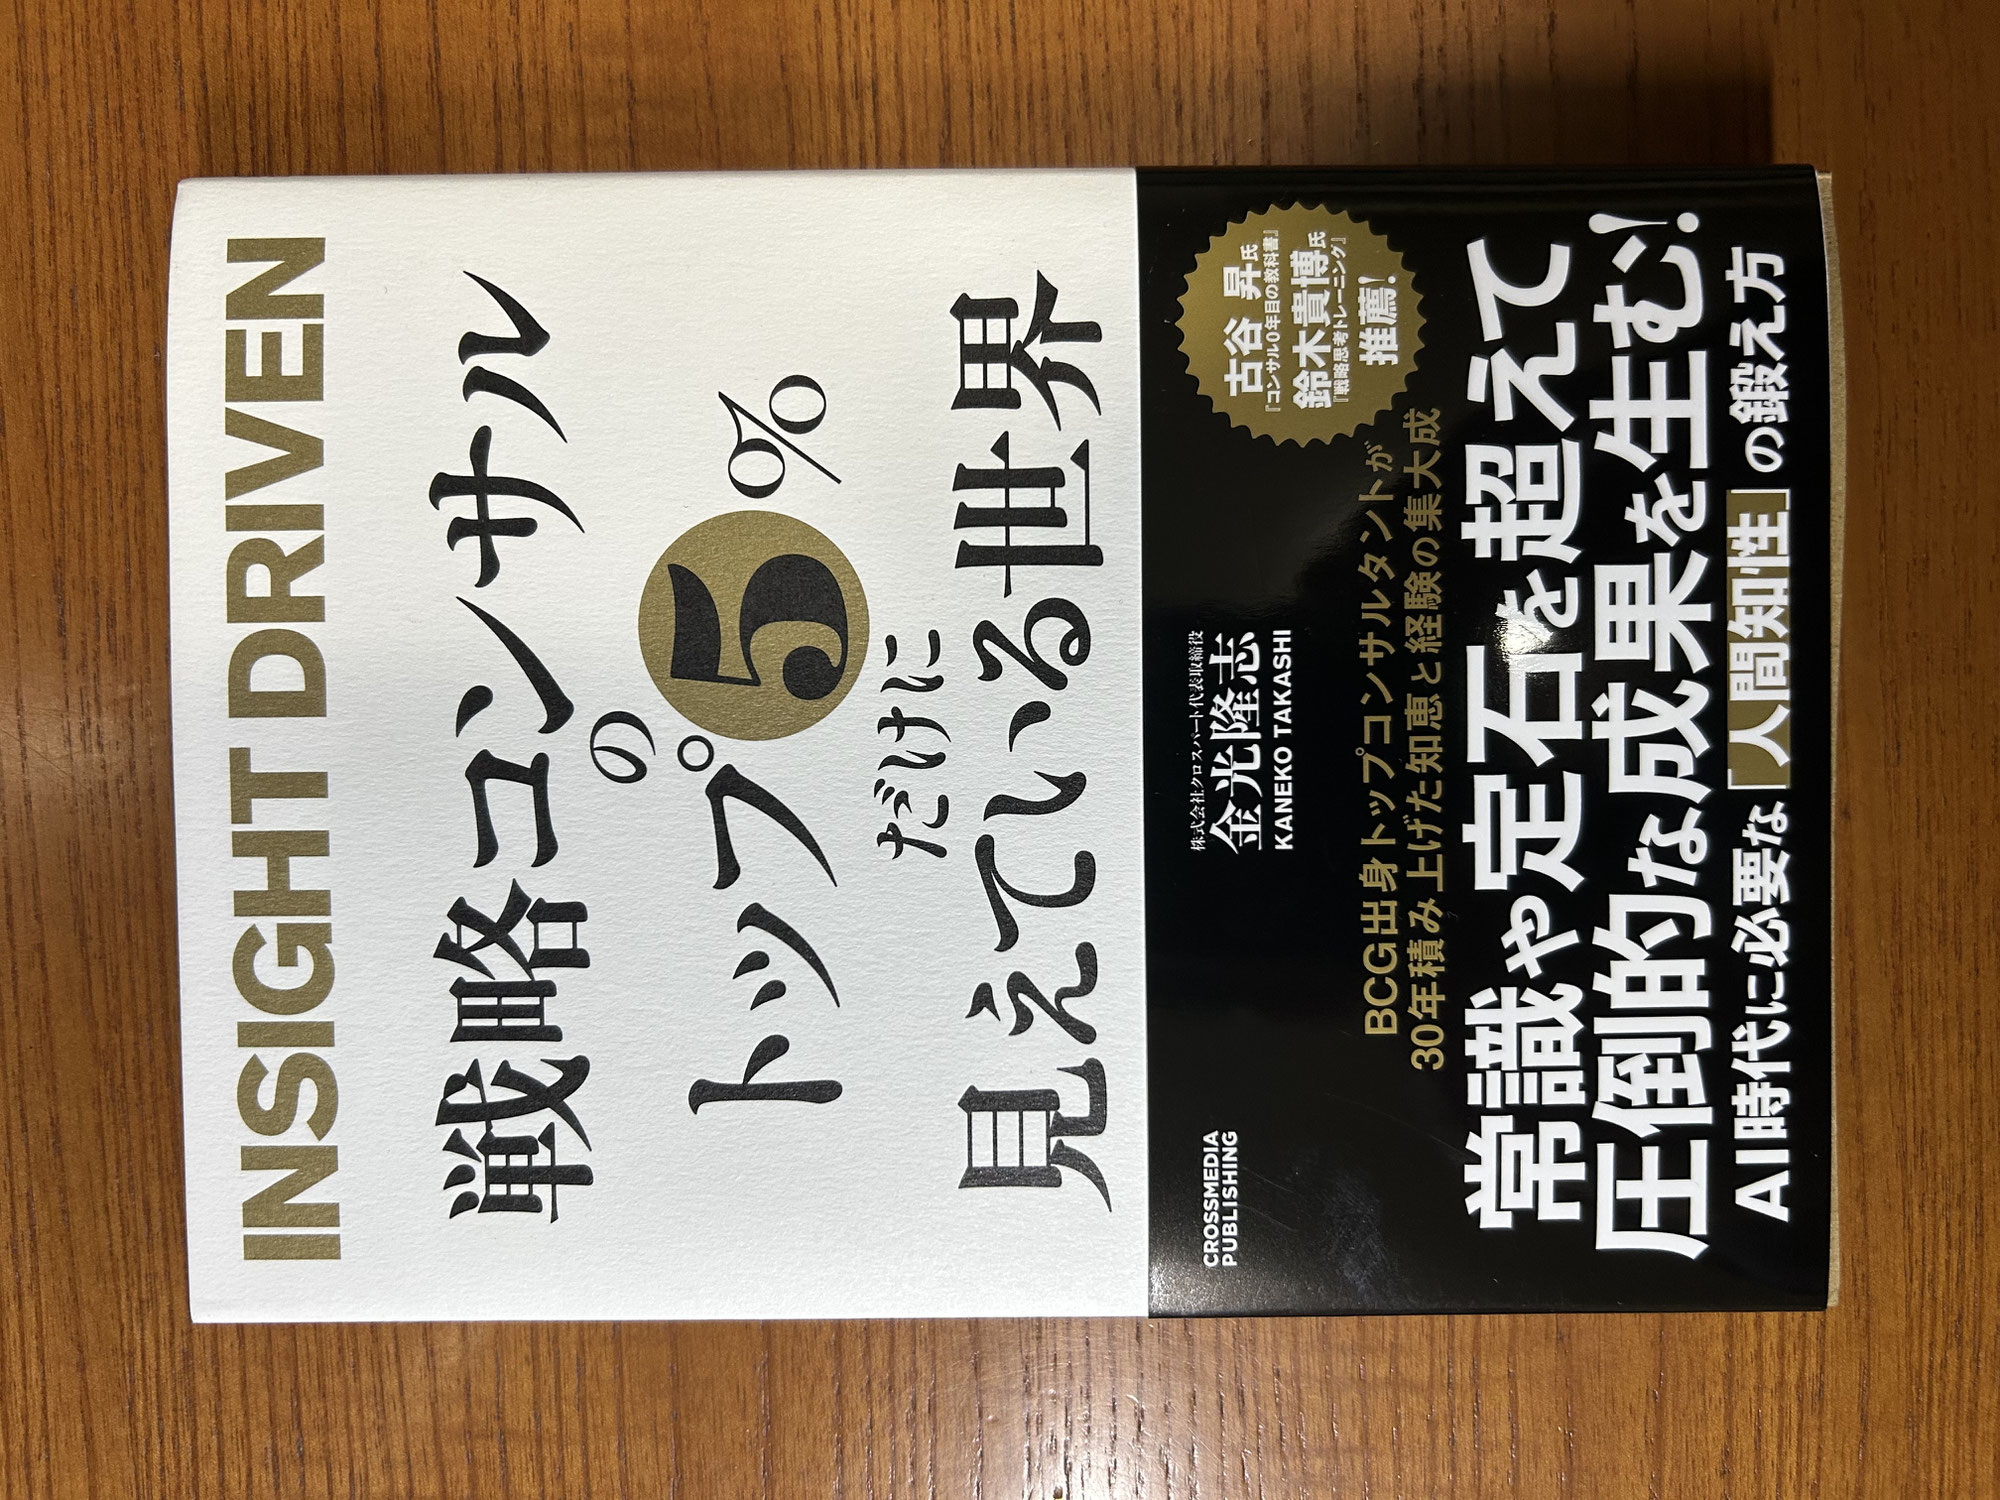 INSIGHT DRIVEN
戦略コンサル
の
トップ5%
だけに
見えている世界
古谷 昇氏
『コンサル0年目の教科書』
鈴木貴博氏
『戦略思考トレーニング』
推薦!
株式会社クロスパート代表取締役
金光隆志
KANEKO TAKASHI
CROSSMEDIA
PUBLISHING
BCG出身トップコンサルタントが
30年積み上げた知恵と経験の集大成
常識や定石を超えて
圧倒的な成果を生む!
AI時代に必要な「人間知性」の鍛え方